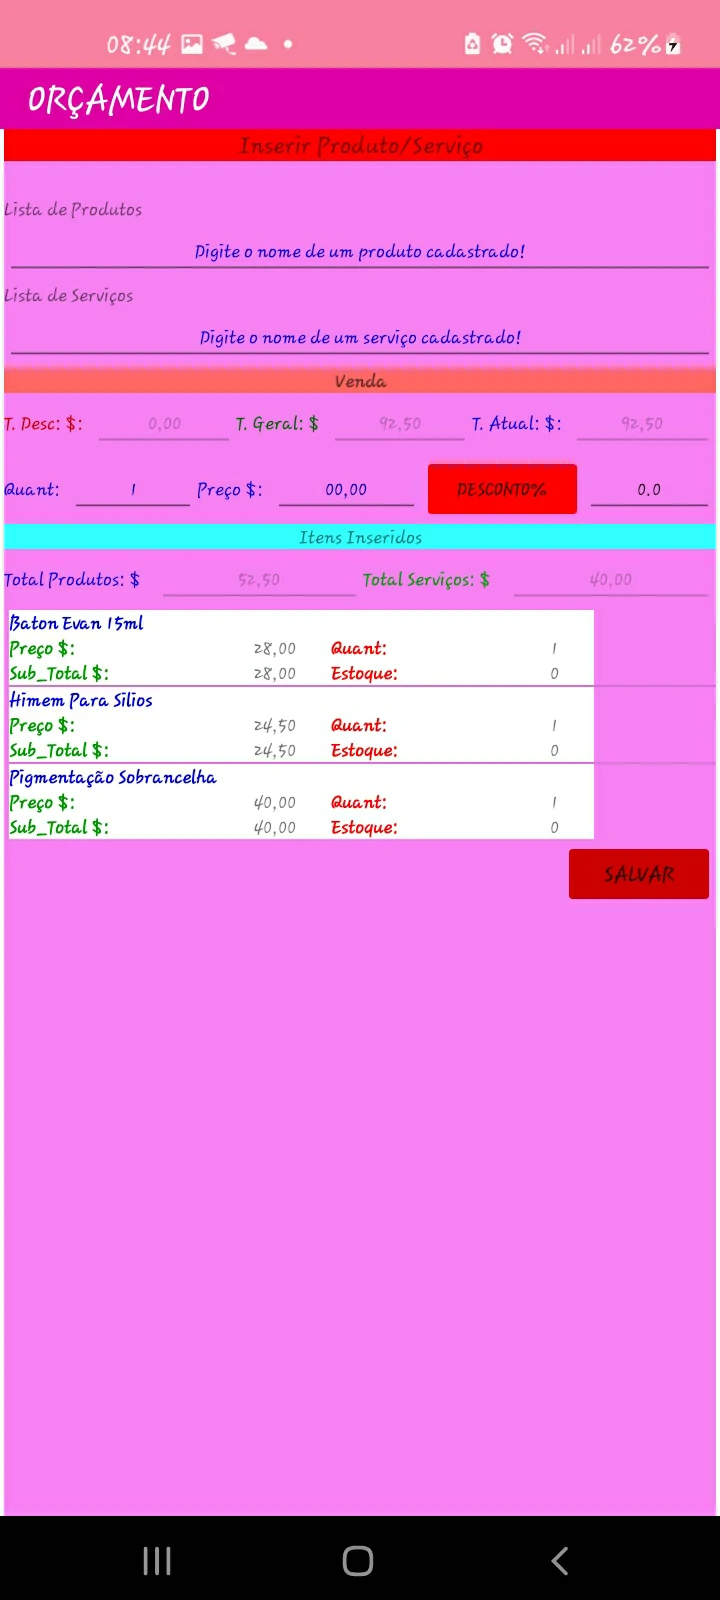 08:44 62%
ORÇAMENTO
Inserir Produto/Serviço
Lista de Produtos
Digite o nome de um produto cadastrado!
Lista de Serviços
Digite o nome de um serviço cadastrado!
Venda
T. Desc: $: 0,00 T. Geral: $ 92,50 T. Atual: $: 92,50
Quant: 1 Preço $: 00,00 DESCONTO% 0.0
Itens Inseridos
Total Produtos: $ 52,50 Total Serviços: $ 40,00
Baton Evan 15ml
Preço $: 28,00 Quant: 1
Sub_Total $: 28,00 Estoque: 0
Himem Para Silios
Preço $: 24,50 Quant: 1
Sub_Total $: 24,50 Estoque: 0
Pigmentação Sobrancelha
Preço $: 40,00 Quant: 1
Sub_Total $: 40,00 Estoque: 0
SALVAR